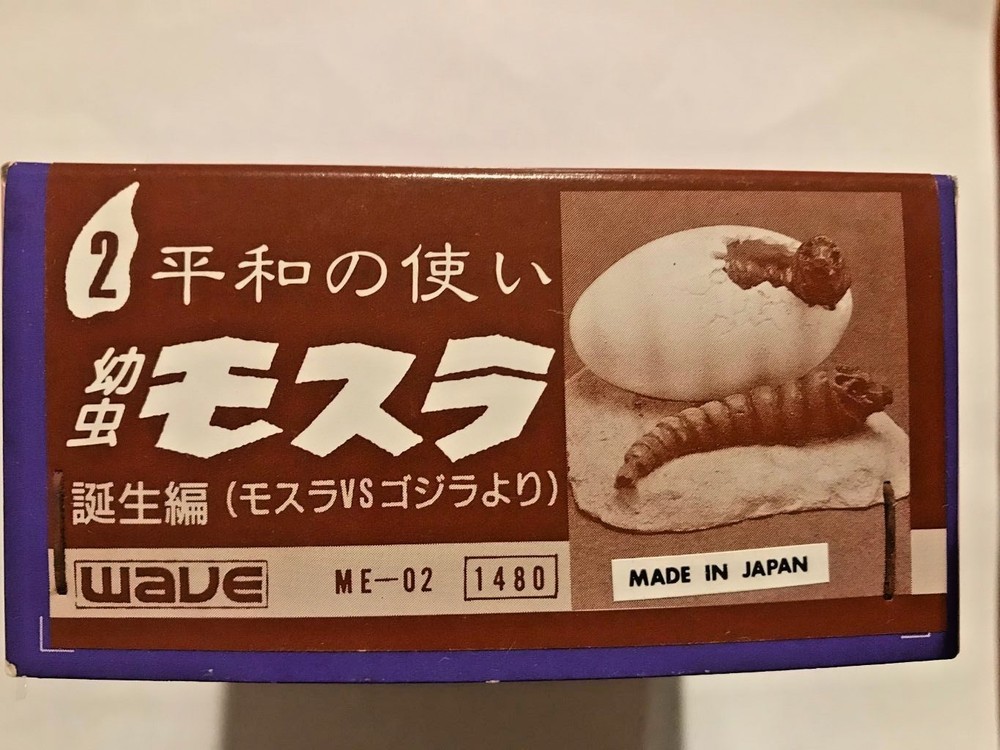 2 平和の使い
幼虫 モスラ
誕生編 (モスラVSゴジラより)
wave ME-02 1480
MADE IN JAPAN